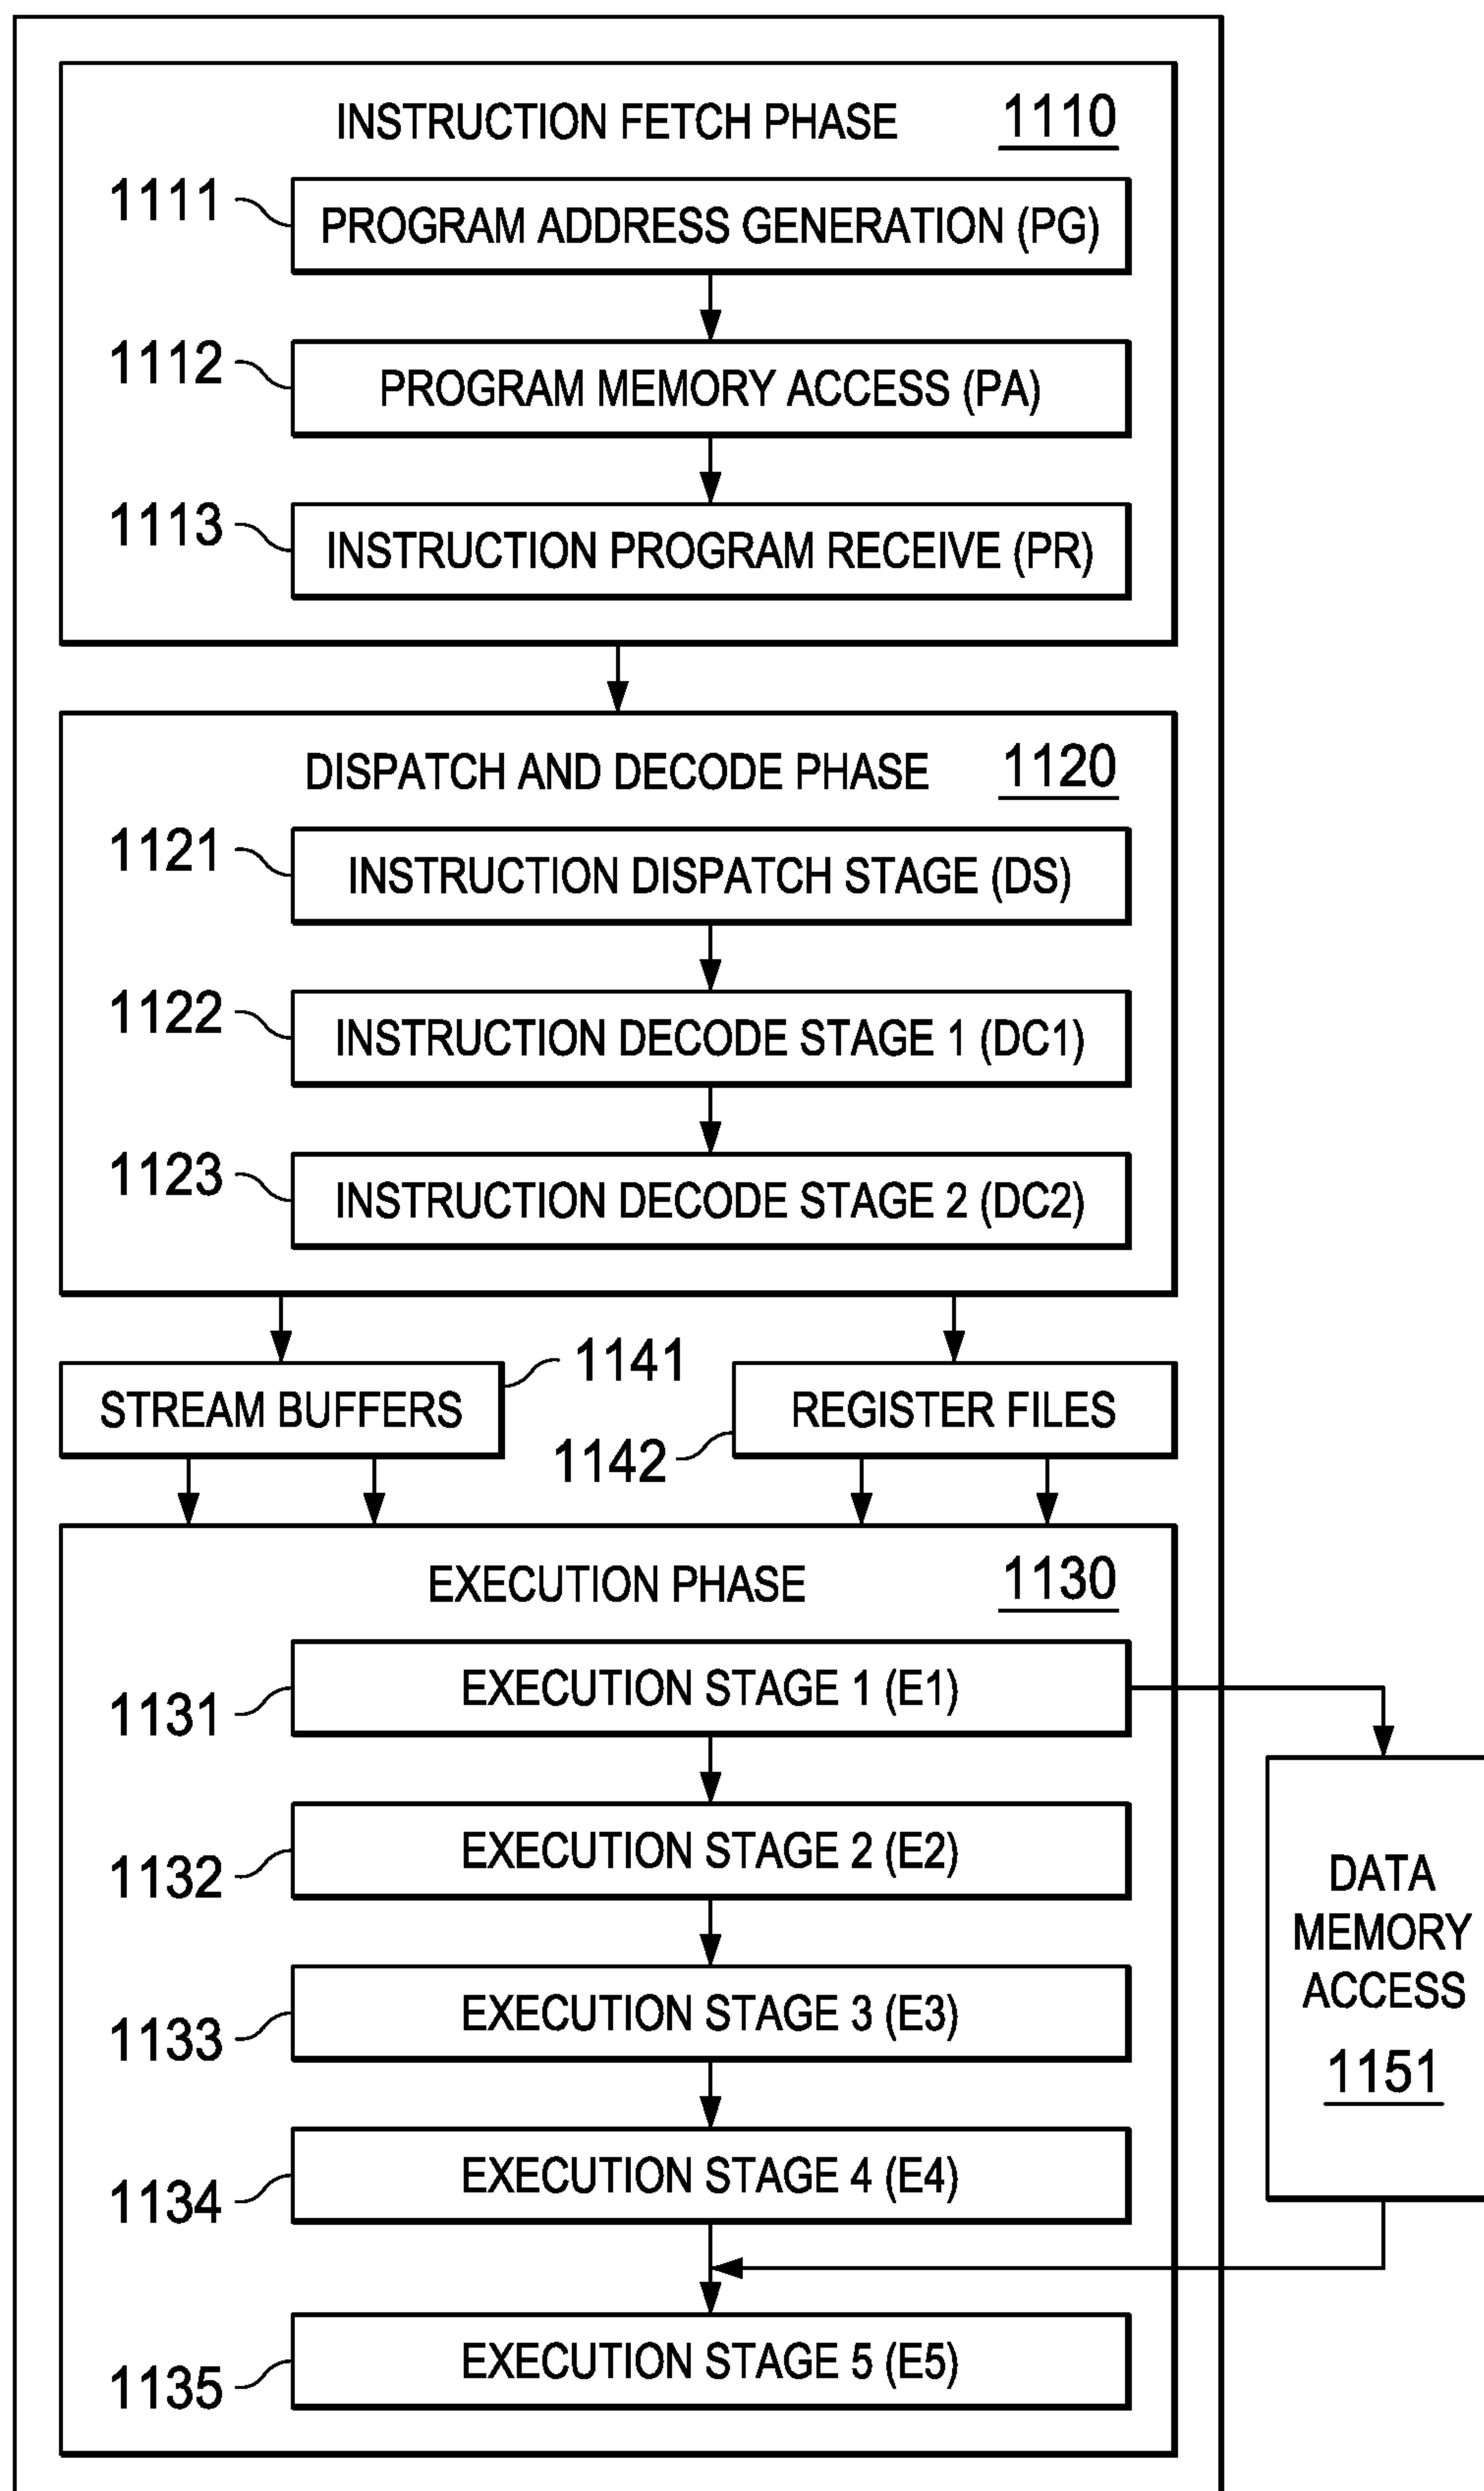 INSTRUCTION FETCH PHASE 1110
1111 PROGRAM ADDRESS GENERATION (PG)
1112 PROGRAM MEMORY ACCESS (PA)
1113 INSTRUCTION PROGRAM RECEIVE (PR)
DISPATCH AND DECODE PHASE 1120
1121 INSTRUCTION DISPATCH STAGE (DS)
1122 INSTRUCTION DECODE STAGE 1 (DC1)
1123 INSTRUCTION DECODE STAGE 2 (DC2)
STREAM BUFFERS 1141
1142 REGISTER FILES
EXECUTION PHASE 1130
1131 EXECUTION STAGE 1 (E1)
1132 EXECUTION STAGE 2 (E2)
1133 EXECUTION STAGE 3 (E3)
1134 EXECUTION STAGE 4 (E4)
1135 EXECUTION STAGE 5 (E5)
DATA
MEMORY
ACCESS
1151